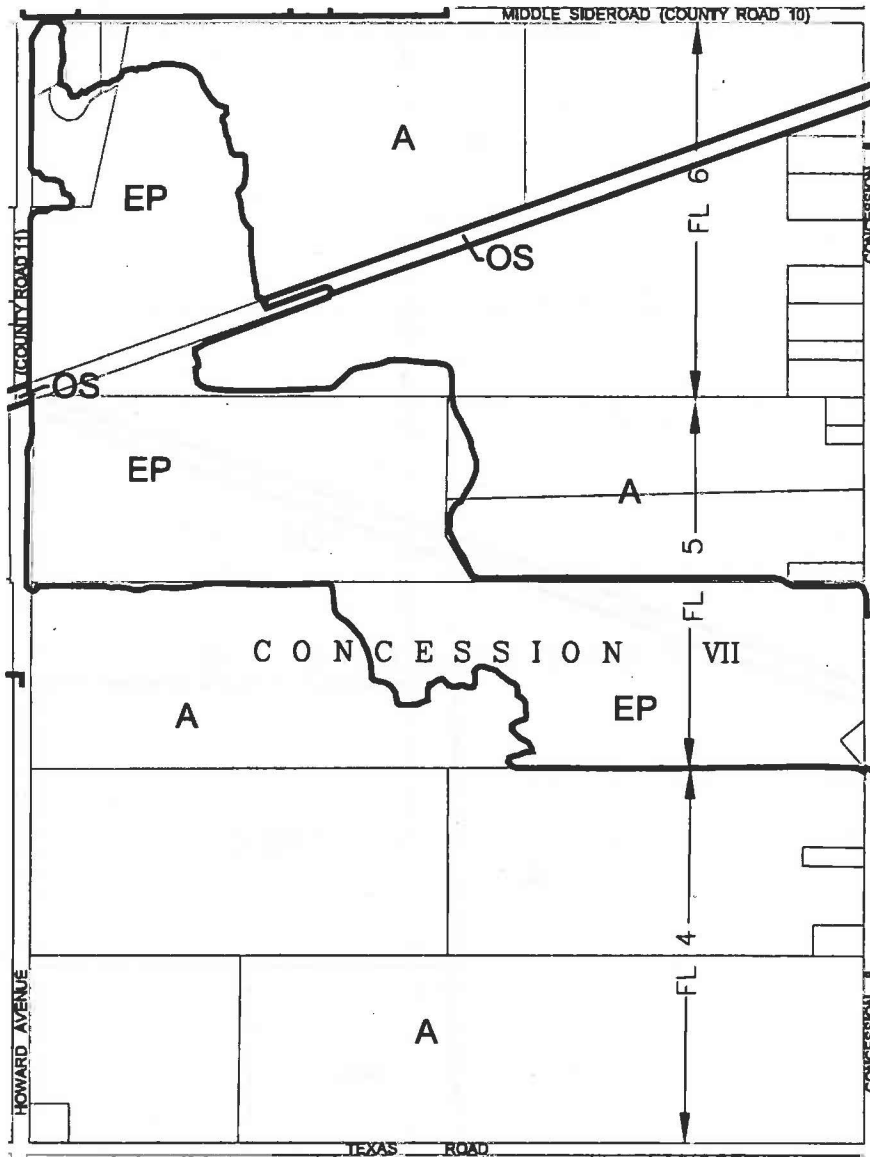 MIDDLE SIDEROAD (COUNTY ROAD 10)
A
EP
FL 6
OS
(COUNTY ROAD 11)
OS
EP
A
FL 5
CONCESSION VII
A
EP
FL 4
HOWARD AVENUE
A
TEXAS ROAD